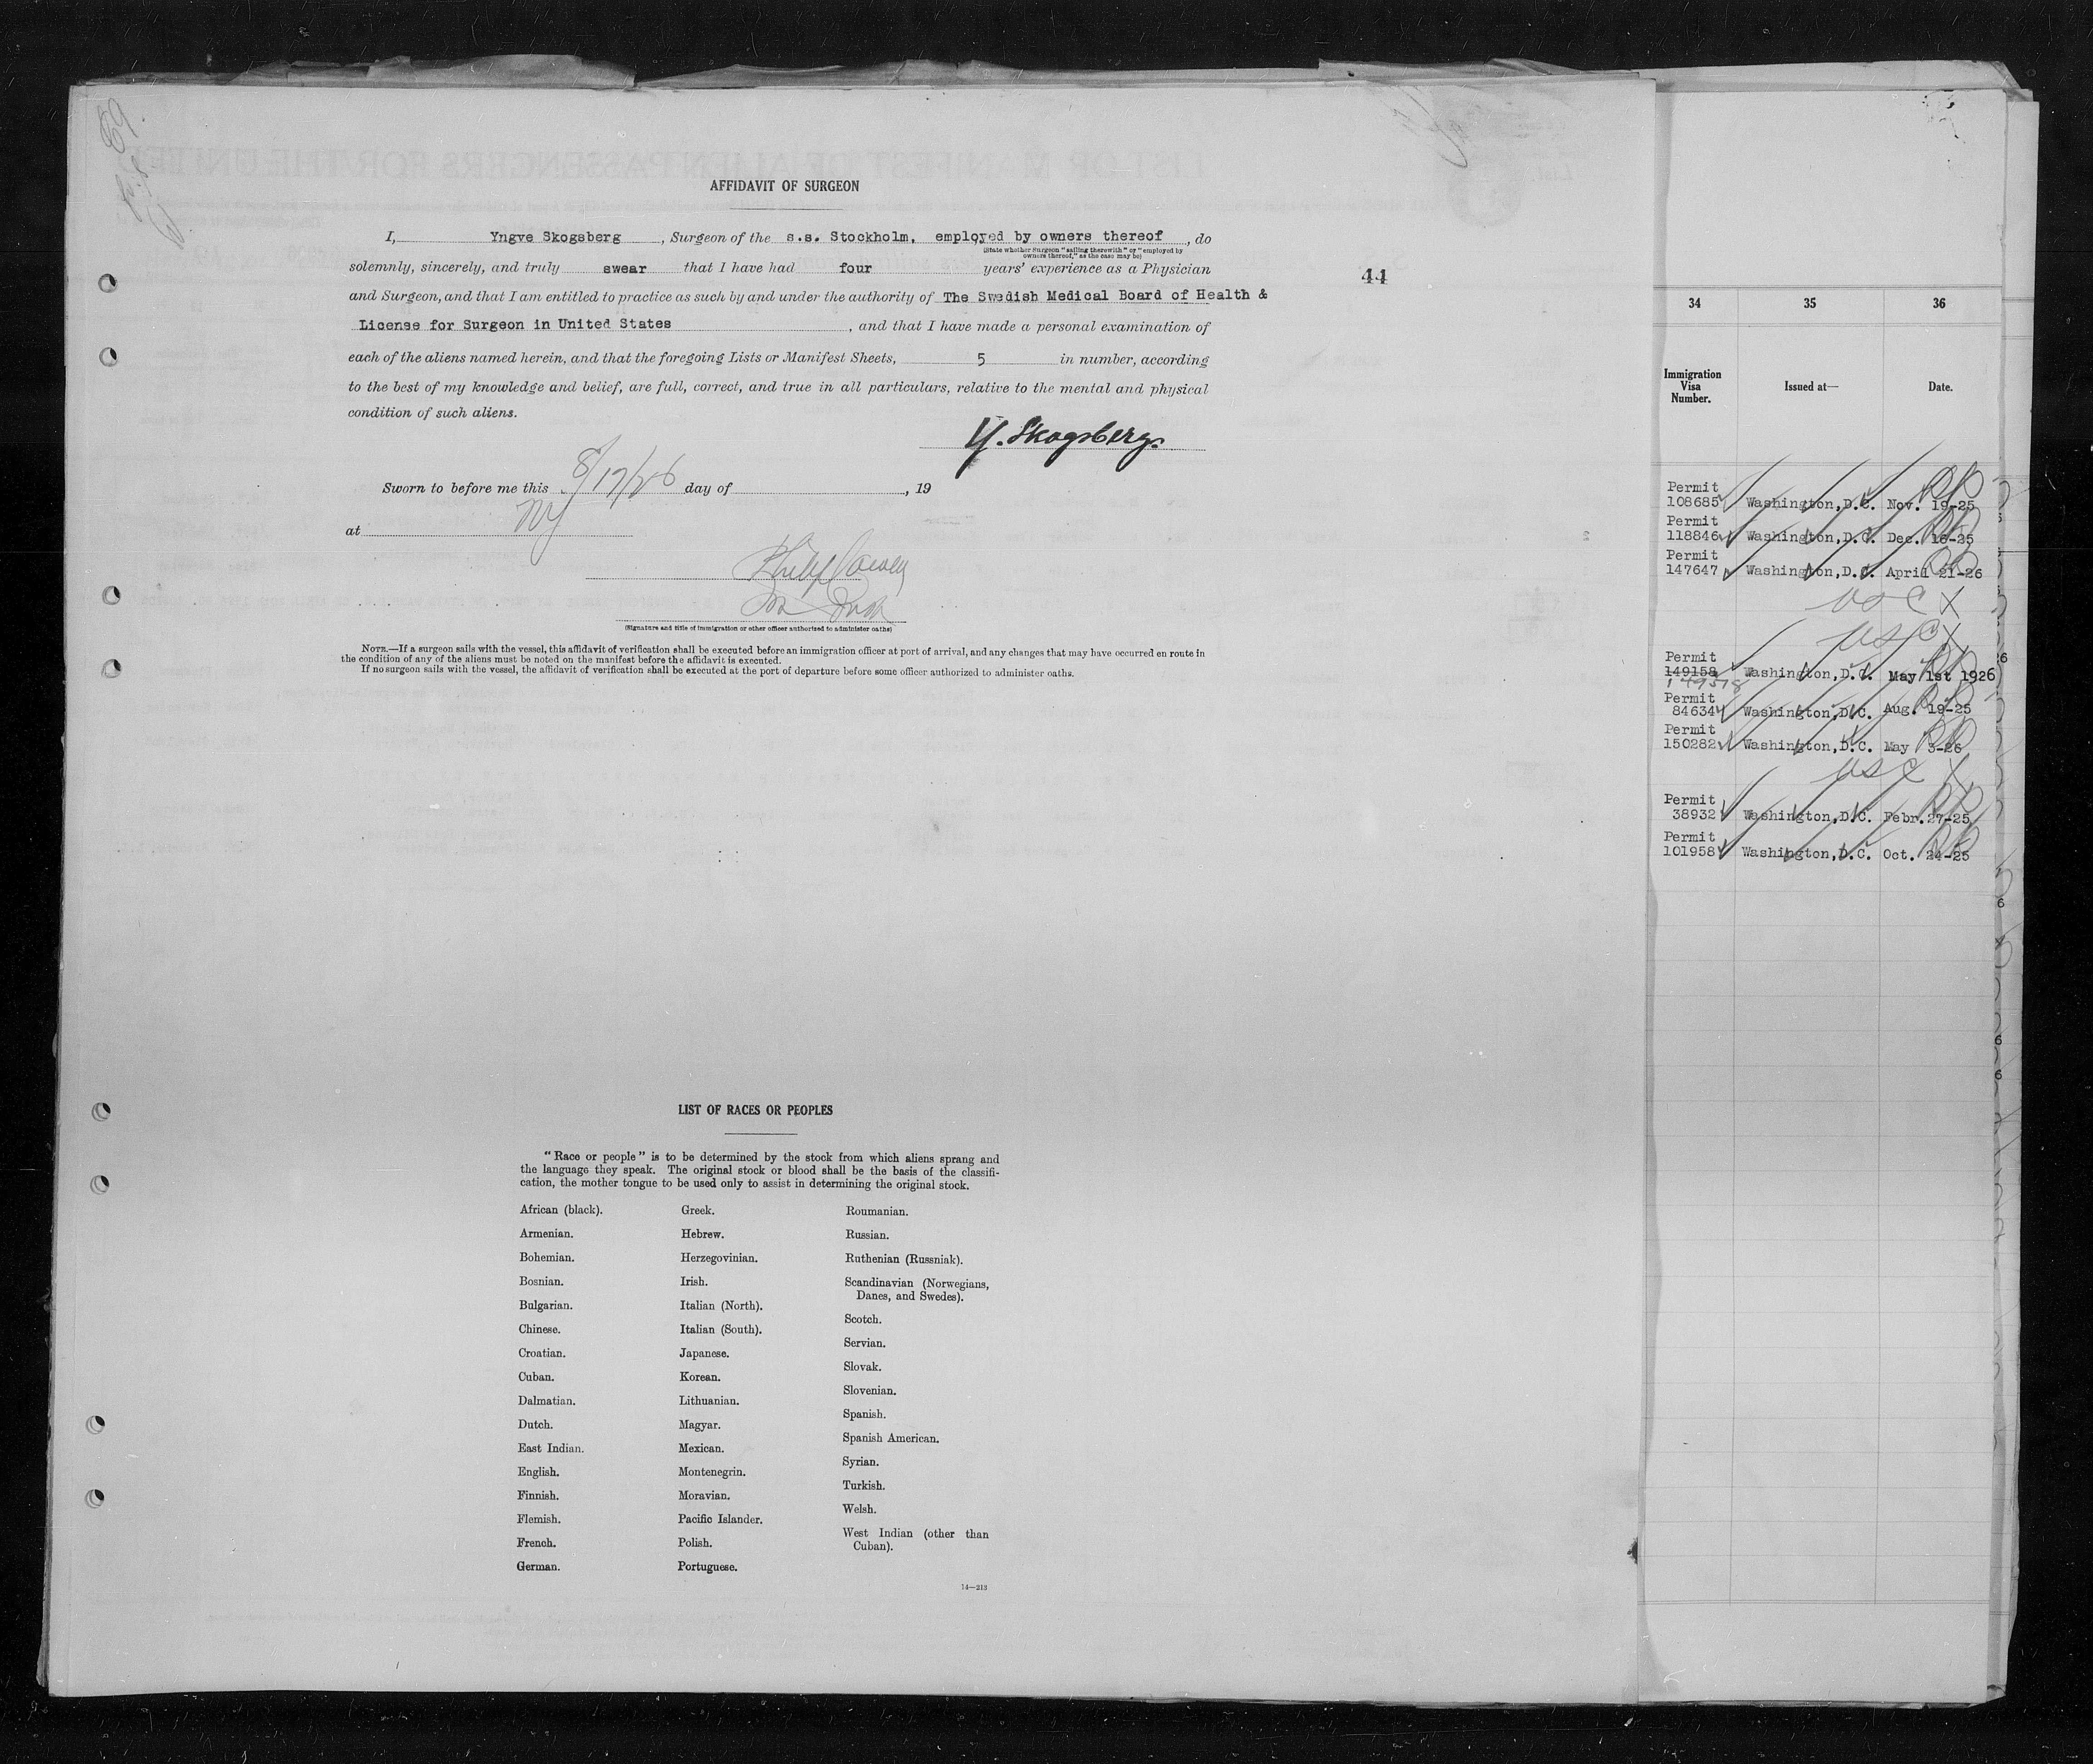 AFFIDAVIT OF SURGEON
I, Yngve Skogsberg, Surgeon of the s.s. Stockholm, employed by owners thereof, do
(State whether Surgeon "sailing therewith" or "employed by
owners thereof," as the case may be)
solemnly, sincerely, and truly swear that I have had four years' experience as a Physician
44
and Surgeon, and that I am entitled to practice as such by and under the authority of The Swedish Medical Board of Health &
License for Surgeon in United States, and that I have made a personal examination of
each of the aliens named herein, and that the foregoing Lists or Manifest Sheets, 5 in number, according
to the best of my knowledge and belief, are full, correct, and true in all particulars, relative to the mental and physical
condition of such aliens.
Y. Skogsberg.
Sworn to before me this 8/17/26 day of , 19
at NY
(Signature and title of immigration or other officer authorized to administer oaths)
NOTE.—If a surgeon sails with the vessel, this affidavit of verification shall be executed before an immigration officer at port of arrival, and any changes that may have occurred en route in
the condition of any of the aliens must be noted on the manifest before the affidavit is executed.
If no surgeon sails with the vessel, the affidavit of verification shall be executed at the port of departure before some officer authorized to administer oaths.
LIST OF RACES OR PEOPLES
"Race or people" is to be determined by the stock from which aliens sprang and
the language they speak. The original stock or blood shall be the basis of the classifi-
cation, the mother tongue to be used only to assist in determining the original stock.
African (black).
Armenian.
Bohemian.
Bosnian.
Bulgarian.
Chinese.
Croatian.
Cuban.
Dalmatian.
Dutch.
East Indian.
English.
Finnish.
Flemish.
French.
German.
Greek.
Hebrew.
Herzegovinian.
Irish.
Italian (North).
Italian (South).
Japanese.
Korean.
Lithuanian.
Magyar.
Mexican.
Montenegrin.
Moravian.
Pacific Islander.
Polish.
Portuguese.
Roumanian.
Russian.
Ruthenian (Russniak).
Scandinavian (Norwegians,
Danes, and Swedes).
Scotch.
Servian.
Slovak.
Slovenian.
Spanish.
Spanish American.
Syrian.
Turkish.
Welsh.
West Indian (other than
Cuban).
14—213
34 35 36
Immigration
Visa
Number.
Issued at—
Date.
Permit
108685 Washington, D.C. Nov. 19-25
Permit
118846 Washington, D.C. Dec. 16-25
Permit
147647 Washington, D.C. April 21-26
USC X
USC X
Permit
149158 Washington, D.C. May 1st 1926
149518
Permit
84634 Washington, D.C. Aug. 19-25
Permit
150282 Washington, D.C. May 3-26
USC X
Permit
38932 Washington, D.C. Febr. 27-25
Permit
101958 Washington, D.C. Oct. 24-25